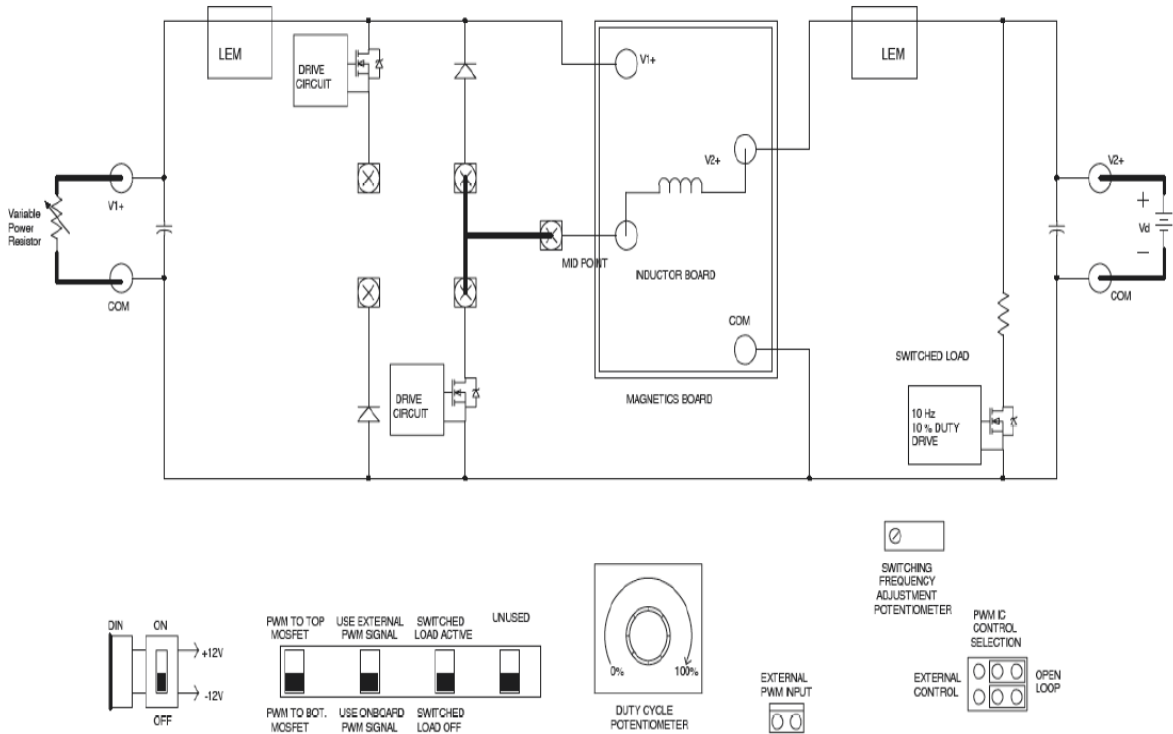 LEM
DRIVE
CIRCUIT
V1+
LEM
V2+
V1+
Variable
Power
Resistor
COM
MID POINT
INDUCTOR BOARD
COM
MAGNETICS BOARD
DRIVE
CIRCUIT
SWITCHED LOAD
10 Hz
10 % DUTY
DRIVE
V2+
+
Vd
−
COM
SWITCHING
FREQUENCY
ADJUSTMENT
POTENTIOMETER
DIN
ON
+12V
-12V
OFF
PWM TO TOP
MOSFET
USE EXTERNAL
PWM SIGNAL
SWITCHED
LOAD ACTIVE
UNUSED
PWM TO BOT.
MOSFET
USE ONBOARD
PWM SIGNAL
SWITCHED
LOAD OFF
0%
100%
DUTY CYCLE
POTENTIOMETER
EXTERNAL
PWM INPUT
PWM IC
CONTROL
SELECTION
EXTERNAL
CONTROL
OPEN
LOOP